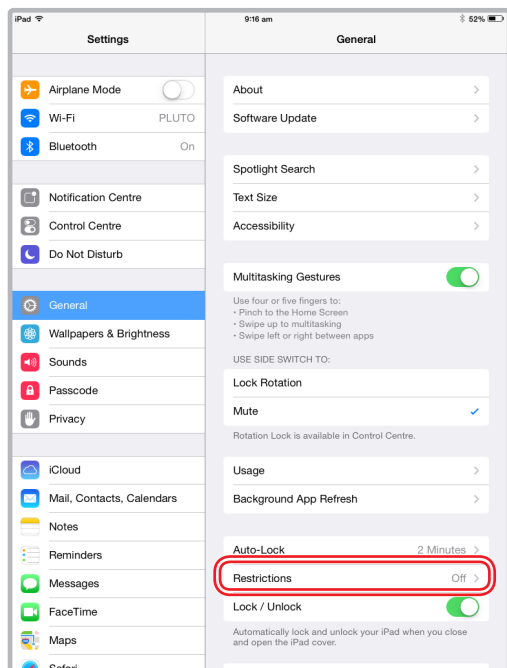 iPad
9:16 am
52%
Settings
General
Airplane Mode
Wi-Fi PLUTO
Bluetooth On
Notification Centre
Control Centre
Do Not Disturb
General
Wallpapers & Brightness
Sounds
Passcode
Privacy
iCloud
Mail, Contacts, Calendars
Notes
Reminders
Messages
FaceTime
Maps
Safari
About
Software Update
Spotlight Search
Text Size
Accessibility
Multitasking Gestures
Use four or five fingers to:
• Pinch to the Home Screen
• Swipe up to multitasking
• Swipe left or right between apps
USE SIDE SWITCH TO:
Lock Rotation
Mute
Rotation Lock is available in Control Centre.
Usage
Background App Refresh
Auto-Lock 2 Minutes
Restrictions Off
Lock / Unlock
Automatically lock and unlock your iPad when you close
and open the iPad cover.